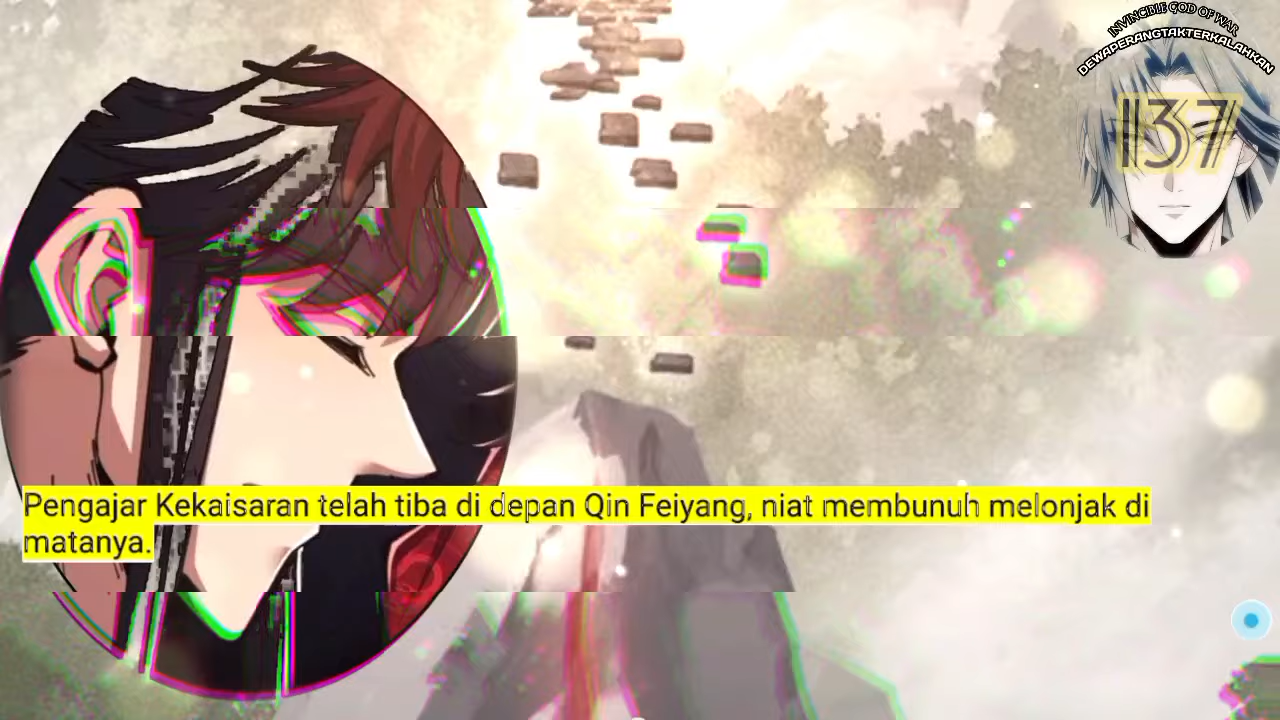 INVINCIBLE GOD OF WAR
DEWAPERANGTAKTERKALAHKAN
137
Pengajar Kekaisaran telah tiba di depan Qin Feiyang, niat membunuh melonjak di
matanya.